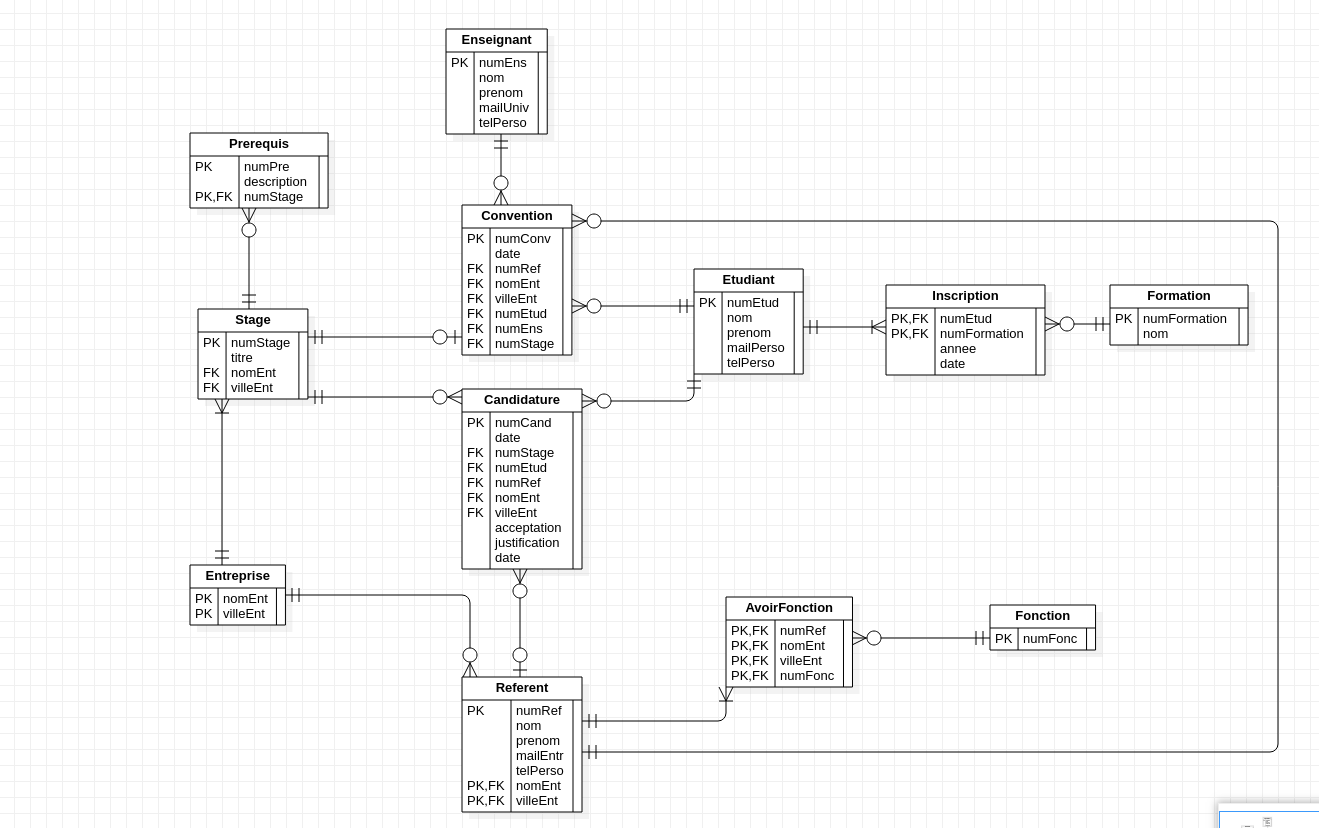 Enseignant
PK numEns
nom
prenom
mailUniv
telPerso
Prerequis
PK numPre
description
PK,FK numStage
Convention
PK numConv
date
FK numRef
FK nomEnt
FK villeEnt
FK numEtud
FK numEns
FK numStage
Etudiant
PK numEtud
nom
prenom
mailPerso
telPerso
Inscription
PK,FK numEtud
PK,FK numFormation
annee
date
Formation
PK numFormation
nom
Stage
PK numStage
titre
FK nomEnt
FK villeEnt
Candidature
PK numCand
date
FK numStage
FK numEtud
FK numRef
FK nomEnt
FK villeEnt
acceptation
justification
date
Entreprise
PK nomEnt
PK villeEnt
AvoirFonction
PK,FK numRef
PK,FK nomEnt
PK,FK villeEnt
PK,FK numFonc
Fonction
PK numFonc
Referent
PK numRef
nom
prenom
mailEntr
telPerso
PK,FK nomEnt
PK,FK villeEnt